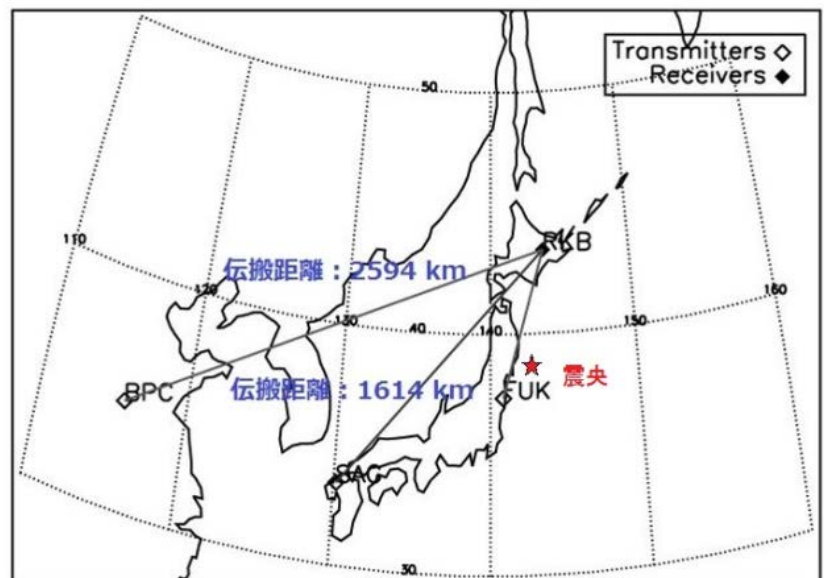 Transmitters ◇
Receivers ◆
50
110
RKB
伝搬距離：2594 km
120
160
130
40
140
150
伝搬距離：1614 km
震央
BPC
FUK
SAG
30